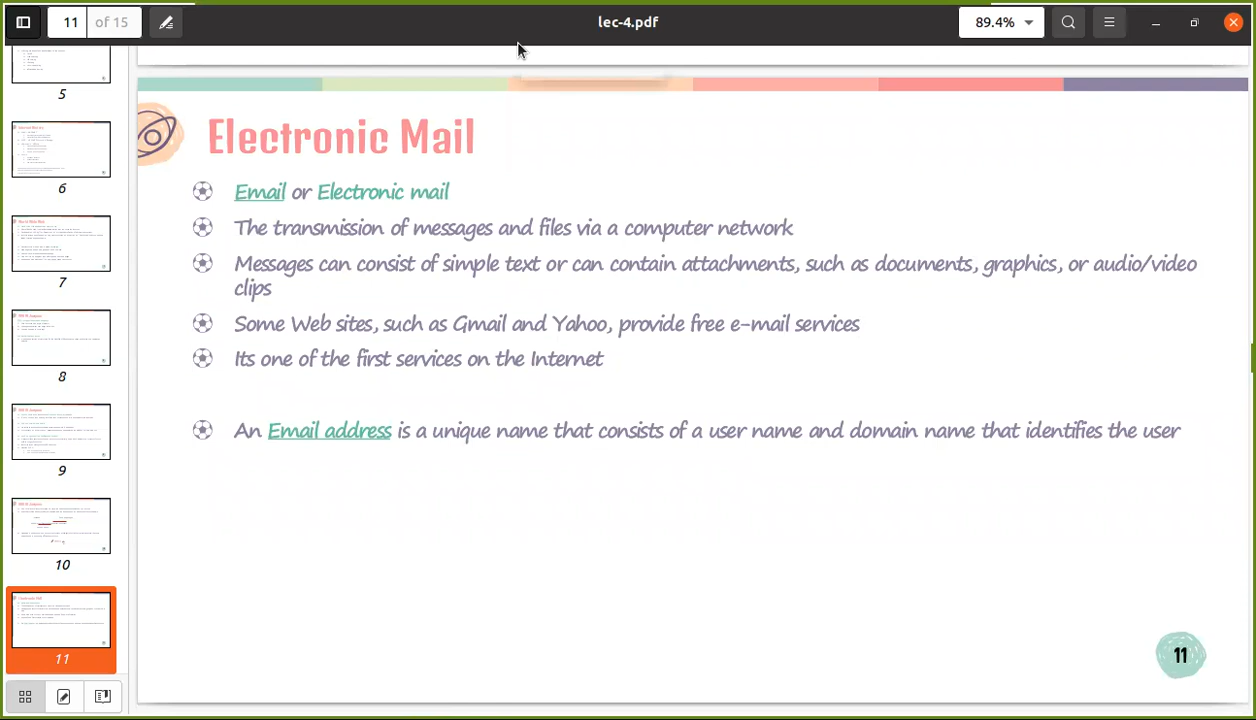 11 of 15
lec-4.pdf
89.4%
5
6
7
8
9
10
11
Electronic Mail
Email or Electronic mail
The transmission of messages and files via a computer network
Messages can consist of simple text or can contain attachments, such as documents, graphics, or audio/video
clips
Some Web sites, such as Gmail and Yahoo, provide free e-mail services
Its one of the first services on the Internet
An Email address is a unique name that consists of a user name and domain name that identifies the user
11